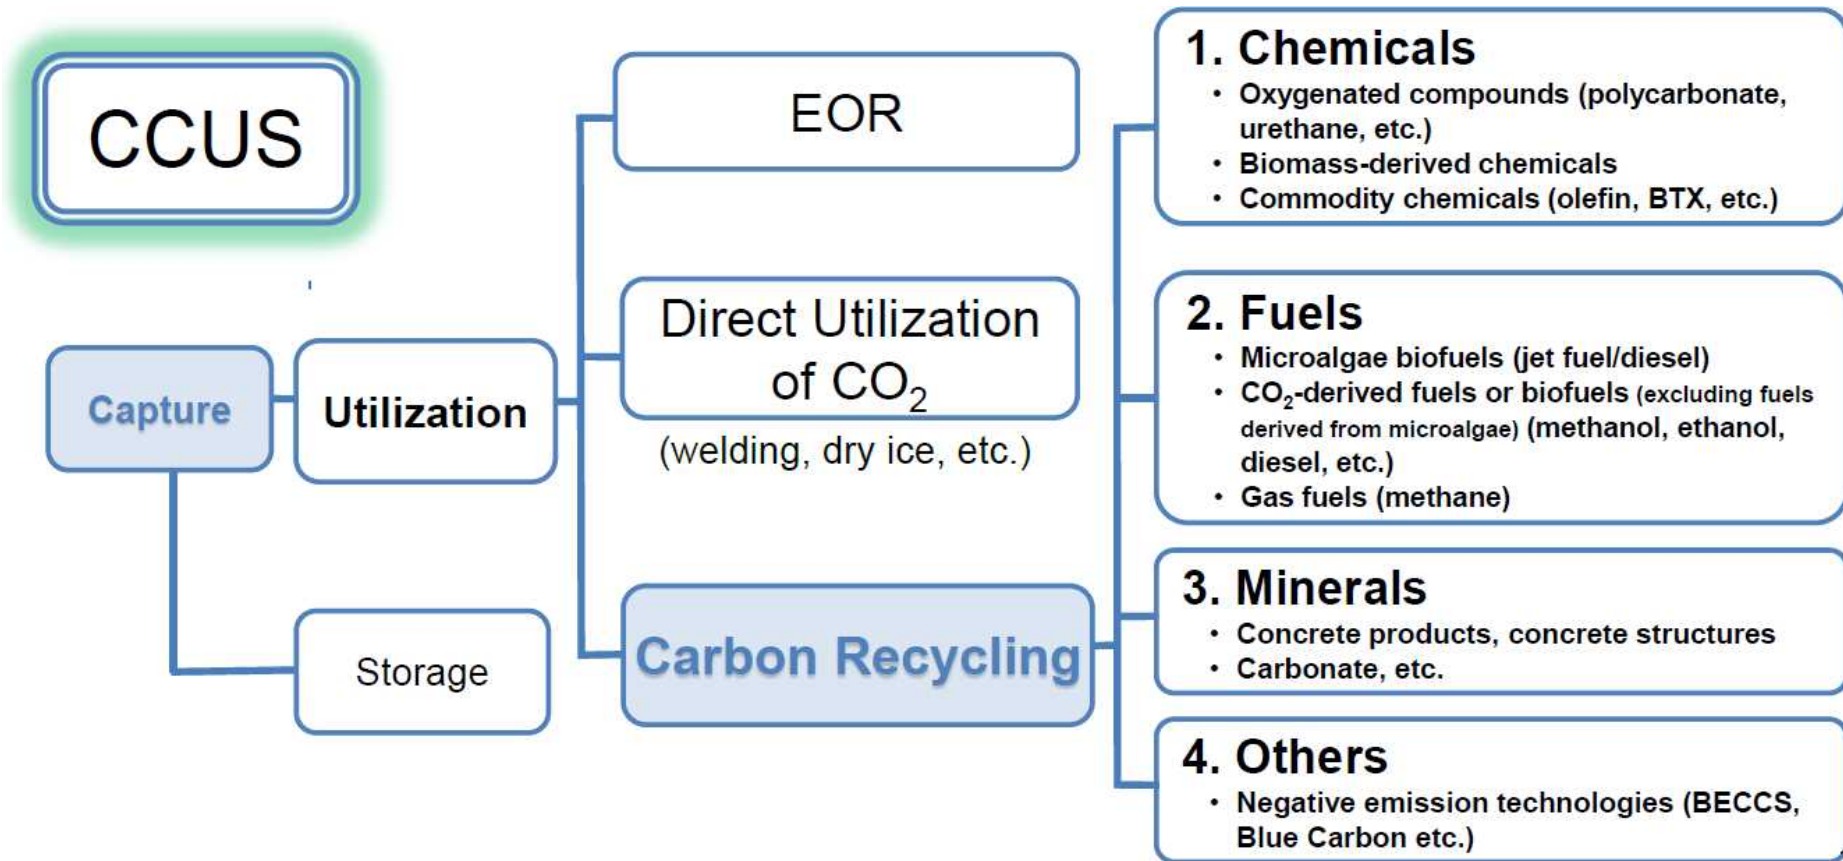 CCUS
Capture
Utilization
Storage
EOR
Direct Utilization
of CO₂
(welding, dry ice, etc.)
Carbon Recycling
1. Chemicals
• Oxygenated compounds (polycarbonate,
urethane, etc.)
• Biomass-derived chemicals
• Commodity chemicals (olefin, BTX, etc.)
2. Fuels
• Microalgae biofuels (jet fuel/diesel)
• CO₂-derived fuels or biofuels (excluding fuels
derived from microalgae) (methanol, ethanol,
diesel, etc.)
• Gas fuels (methane)
3. Minerals
• Concrete products, concrete structures
• Carbonate, etc.
4. Others
• Negative emission technologies (BECCS,
Blue Carbon etc.)